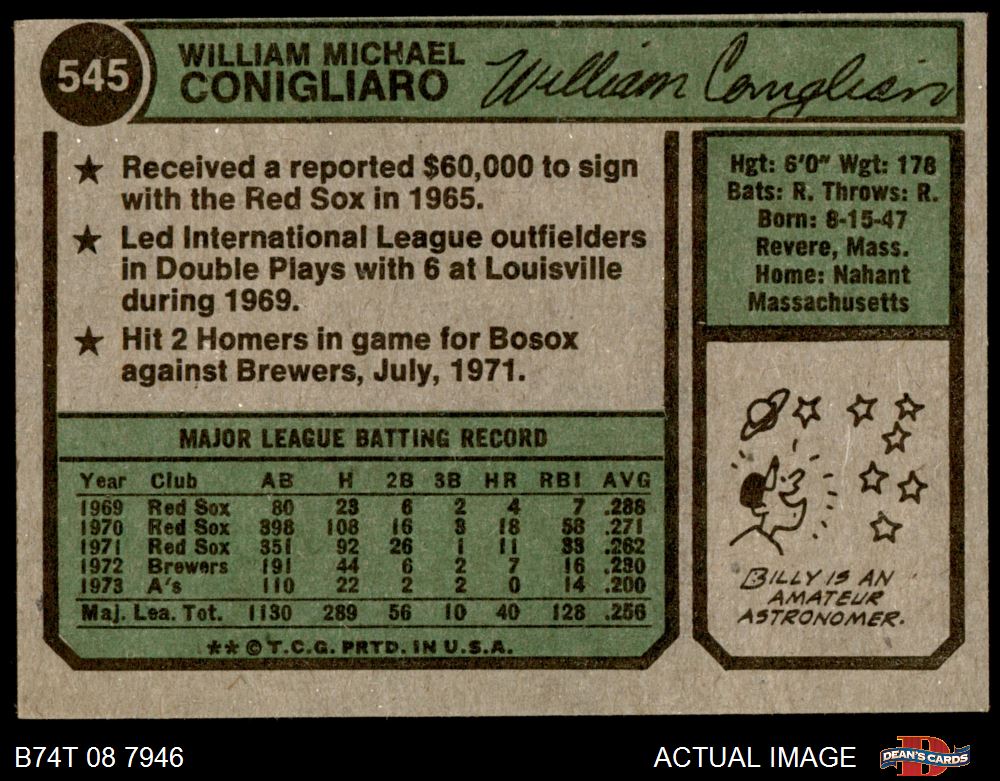 545
WILLIAM MICHAEL
CONIGLIARO
William Conigliaro
★ Received a reported $60,000 to sign
with the Red Sox in 1965.
★ Led International League outfielders
in Double Plays with 6 at Louisville
during 1969.
★ Hit 2 Homers in game for Bosox
against Brewers, July, 1971.
Hgt: 6'0" Wgt: 178
Bats: R. Throws: R.
Born: 8-15-47
Revere, Mass.
Home: Nahant
Massachusetts
MAJOR LEAGUE BATTING RECORD
Year Club AB H 2B 3B HR RBI AVG
1969 Red Sox 80 23 6 2 4 7 .288
1970 Red Sox 398 108 16 3 18 58 .271
1971 Red Sox 351 92 26 1 11 33 .262
1972 Brewers 191 44 6 2 7 16 .230
1973 A's 110 22 2 2 0 14 .200
Maj. Lea. Tot. 1130 289 56 10 40 128 .256
** © T.C.G. PRTD. IN U.S.A.
BILLY IS AN
AMATEUR
ASTRONOMER.
B74T 08 7946
ACTUAL IMAGE
DEAN'S CARDS